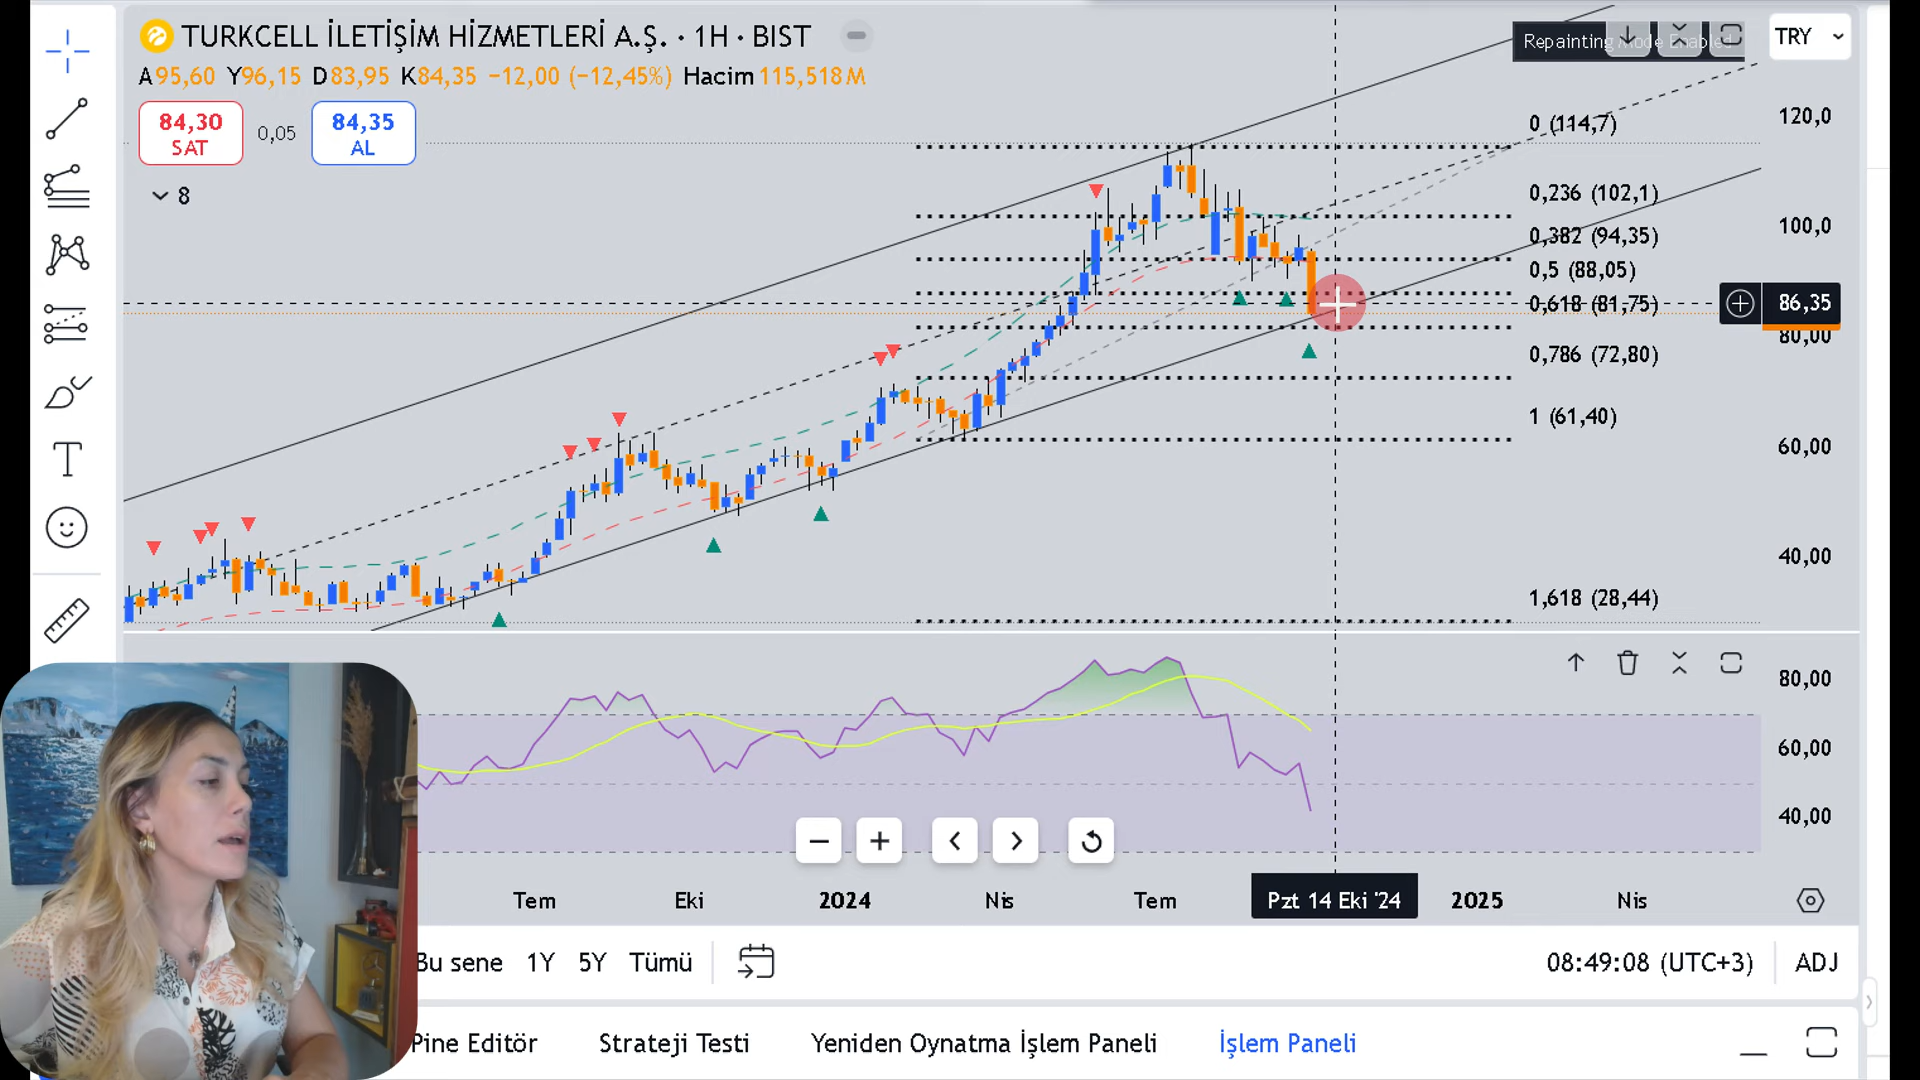 TURKCELL İLETİŞİM HİZMETLERİ A.Ş. · 1H · BIST
A95,60 Y96,15 D83,95 K84,35 −12,00 (−12,45%) Hacim 115,518 M
84,30
SAT
0,05
84,35
AL
8
Repainting Mode Enabled
TRY
120,0
100,0
86,35
80,00
60,00
40,00
0 (114,7)
0,236 (102,1)
0,382 (94,35)
0,5 (88,05)
0,618 (81,75)
0,786 (72,80)
1 (61,40)
1,618 (28,44)
80,00
60,00
40,00
Tem Eki 2024 Nis Tem Pzt 14 Eki '24 2025 Nis
Bu sene 1Y 5Y Tümü
08:49:08 (UTC+3) ADJ
Pine Editör Strateji Testi Yeniden Oynatma İşlem Paneli İşlem Paneli